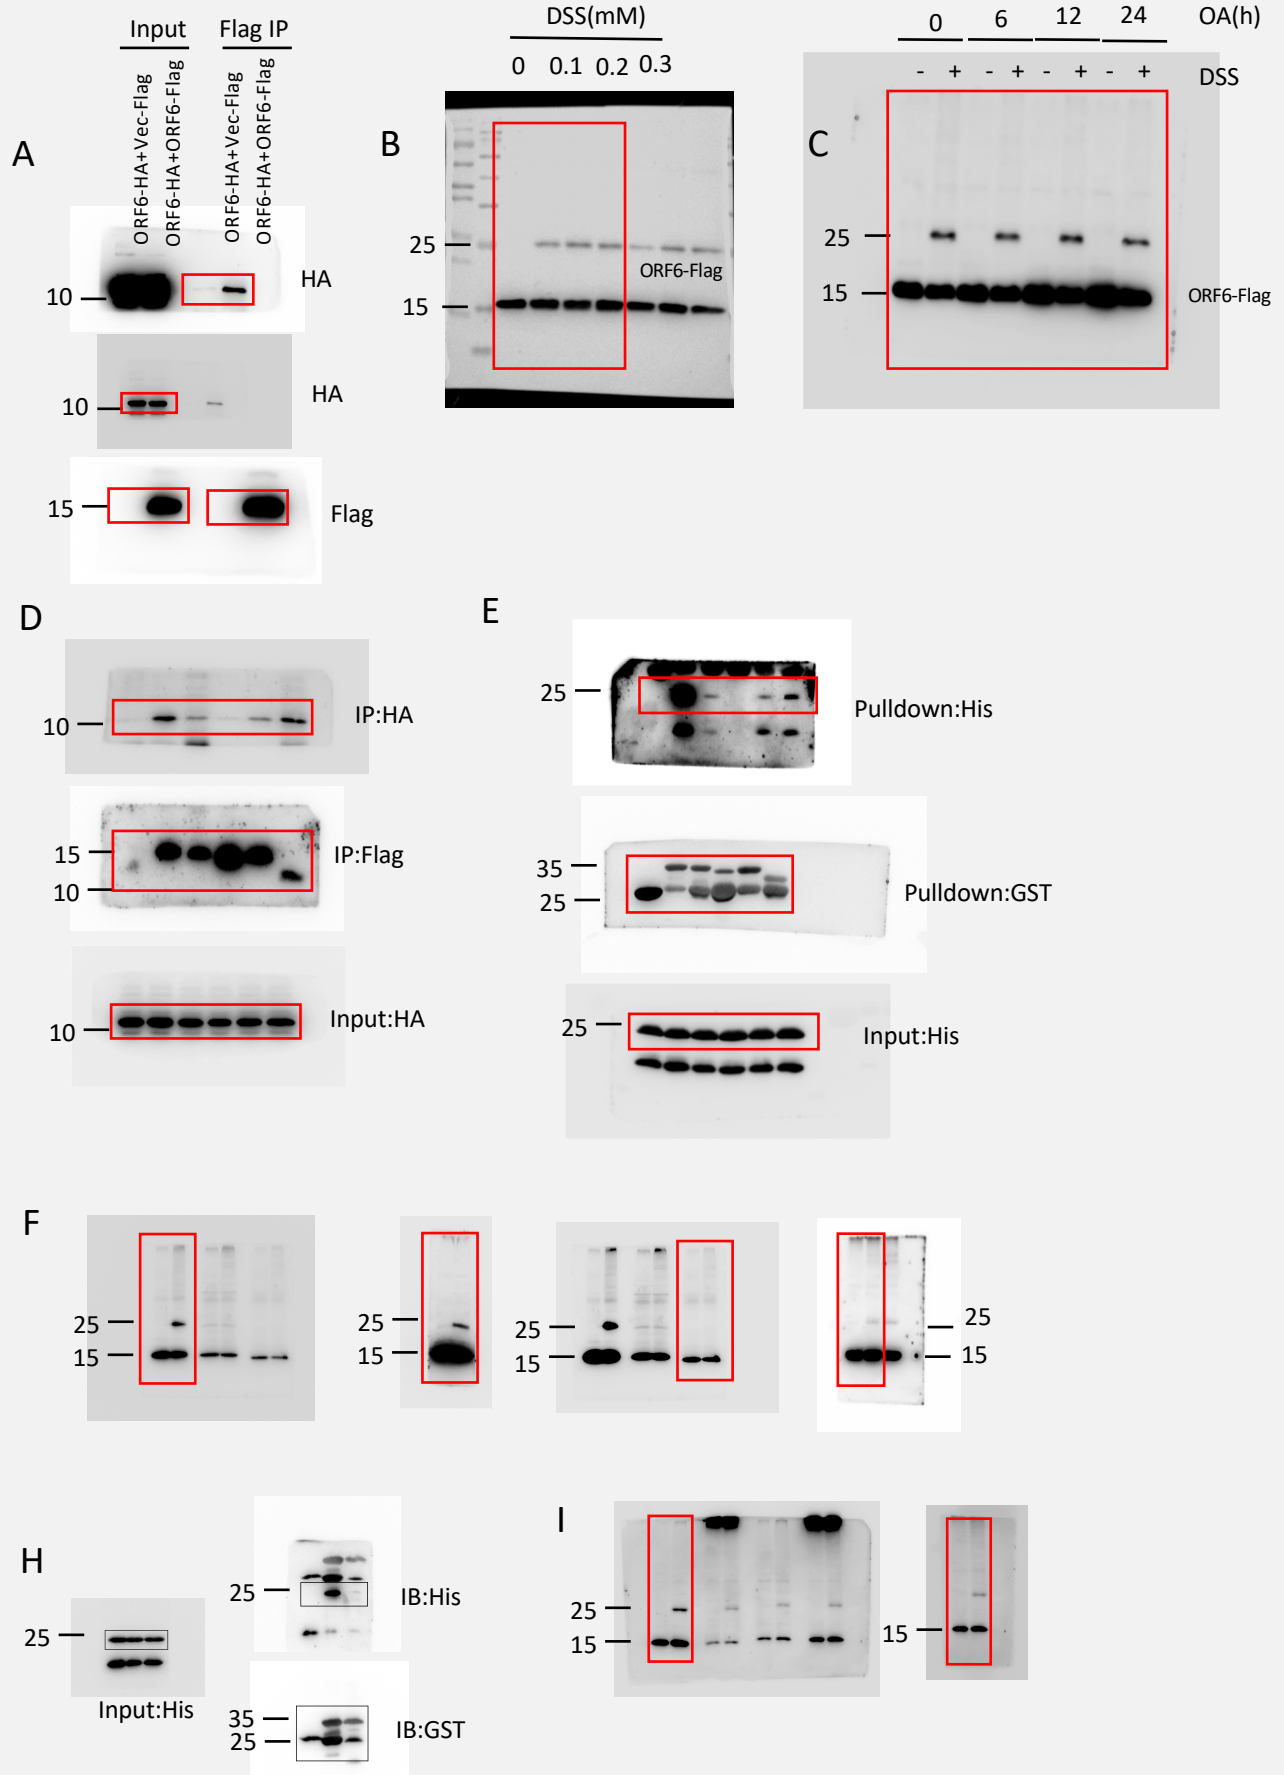 Input Flag IP
ORF6-HA+Vec-Flag
ORF6-HA+ORF6-Flag
ORF6-HA+Vec-Flag
ORF6-HA+ORF6-Flag
A
10
HA
10
HA
15
Flag
DSS(mM)
0 0.1 0.2 0.3
B
25
ORF6-Flag
15
0 6 12 24 OA(h)
- + - + - + - + DSS
C
25
15
ORF6-Flag
D
10
IP:HA
15
IP:Flag
10
10
Input:HA
E
25
Pulldown:His
35
25
Pulldown:GST
25
Input:His
F
25
15
25
15
25
15
25
15
H
25
Input:His
25
IB:His
35
25
IB:GST
I
25
15
15